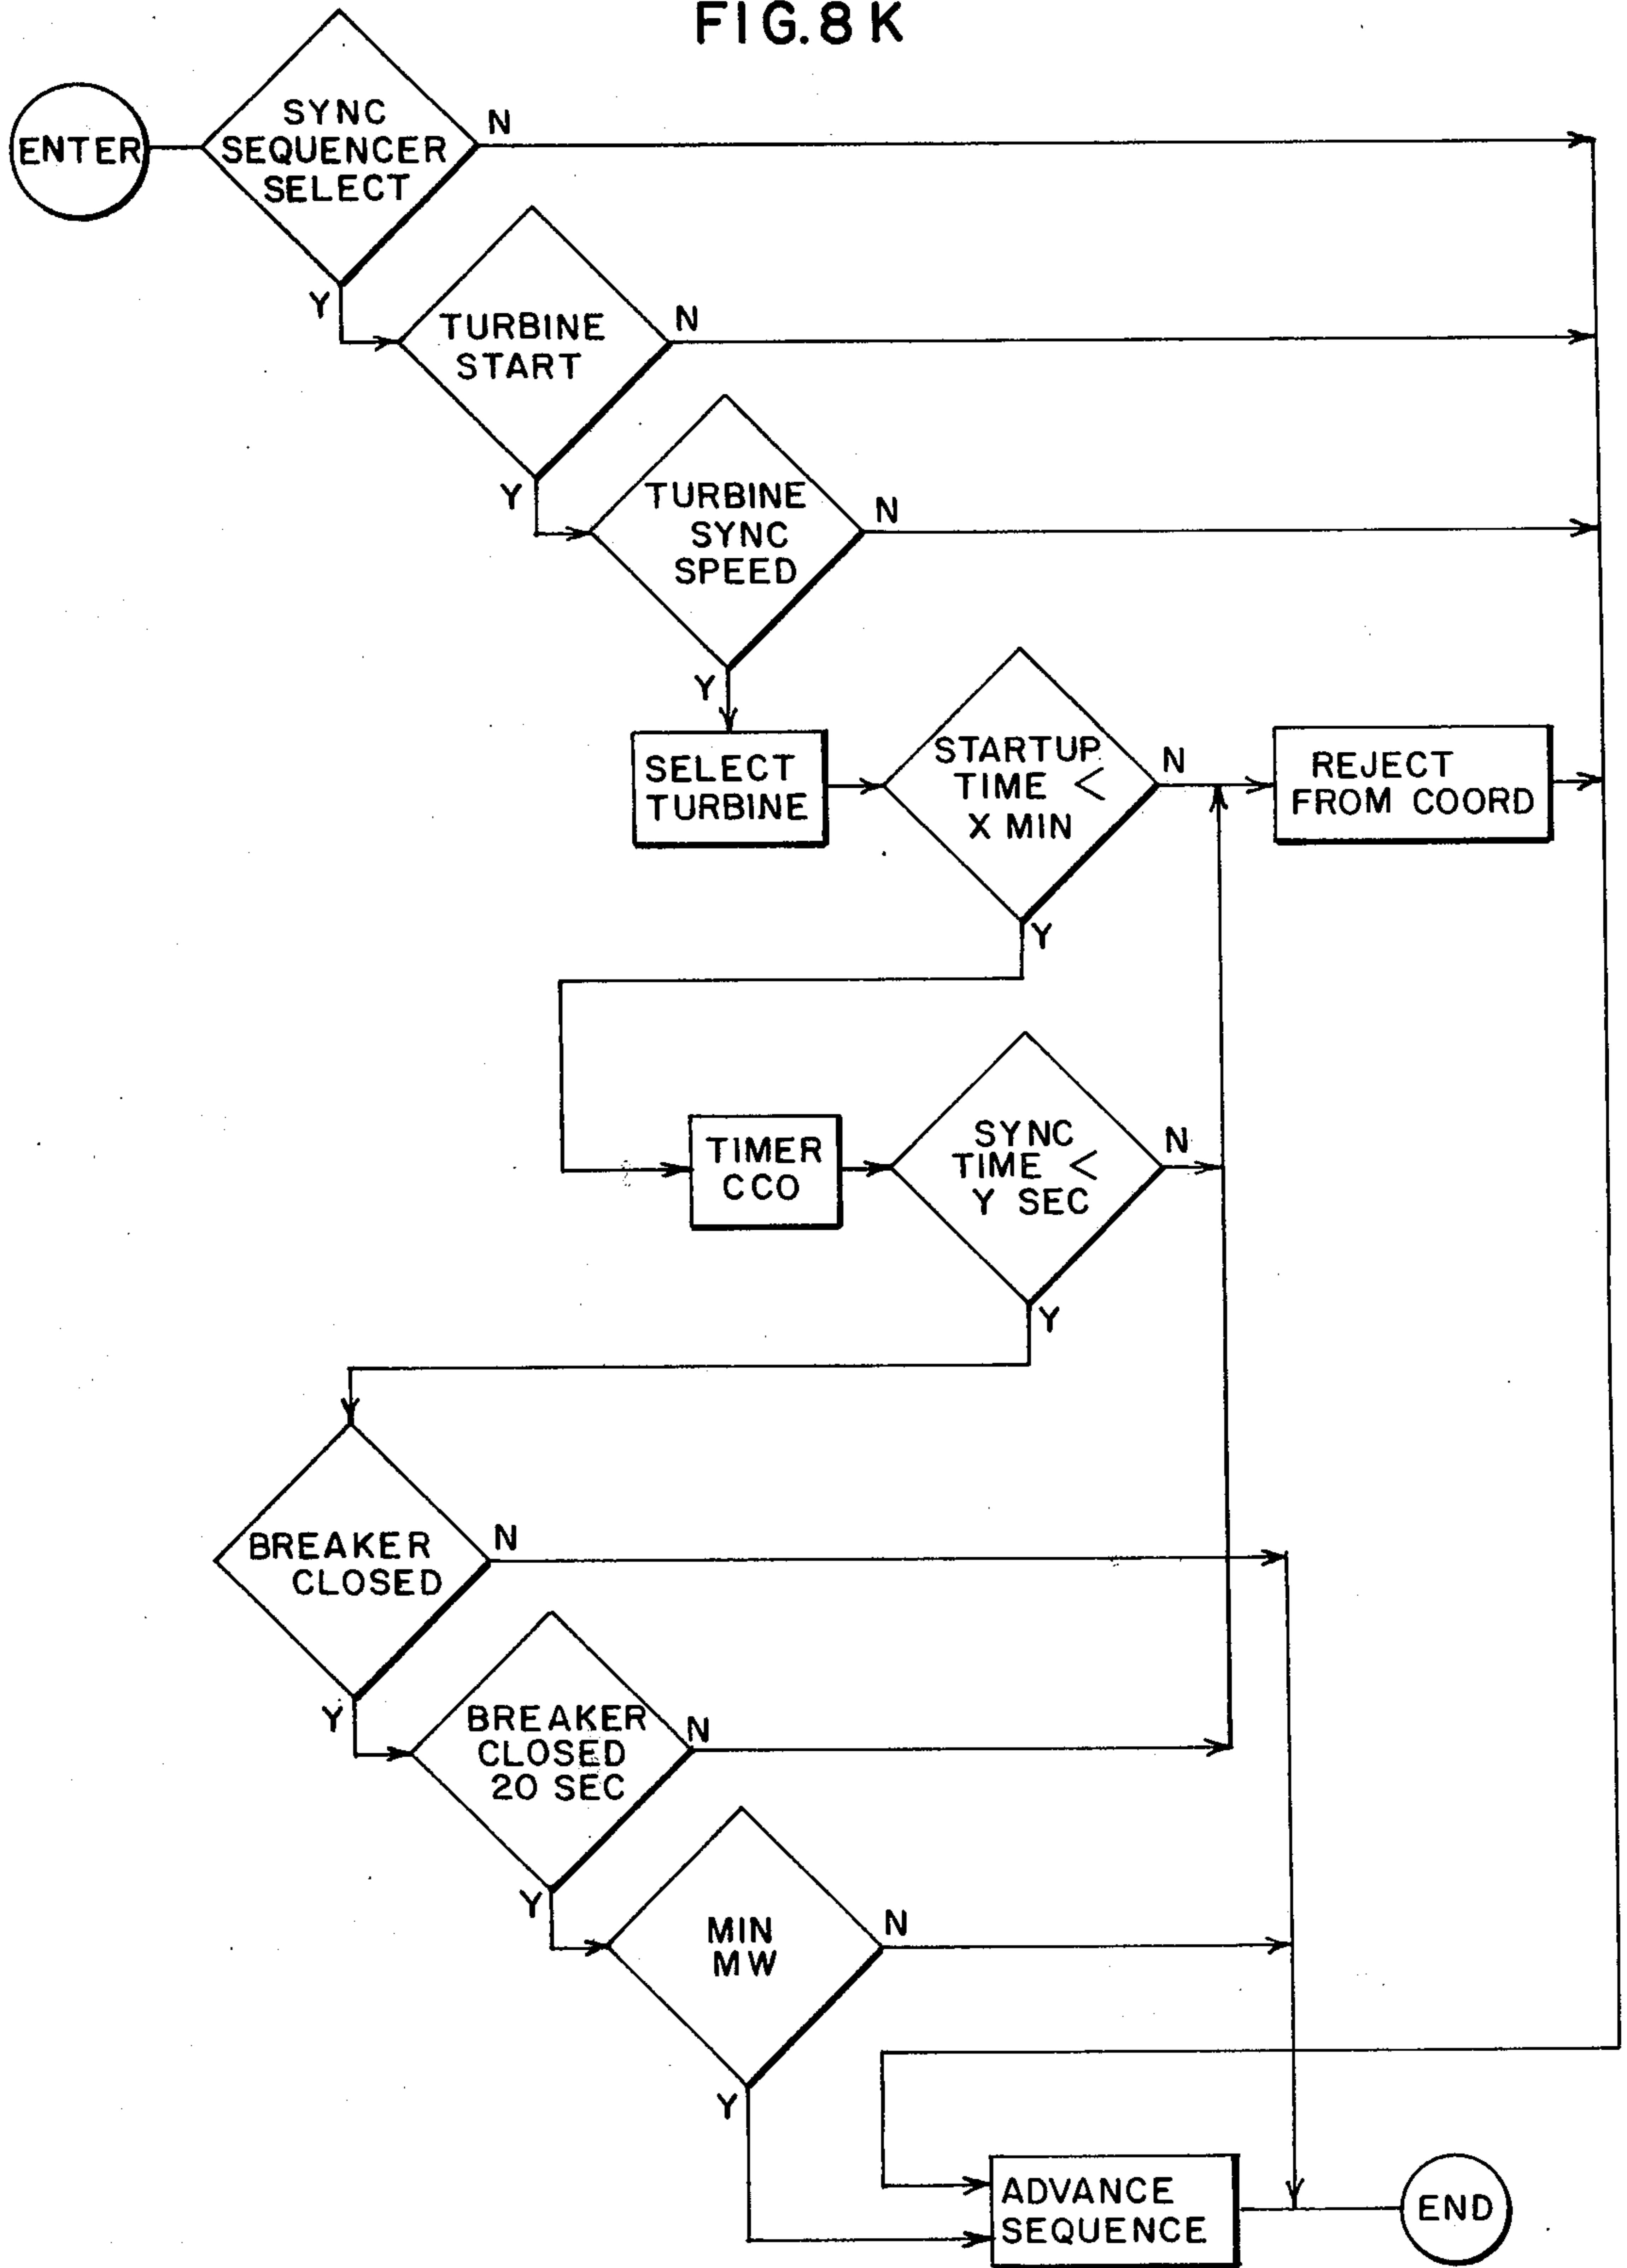 FIG. 8K
ENTER
SYNC
SEQUENCER
SELECT
N
Y
TURBINE
START
N
Y
TURBINE
SYNC
SPEED
N
Y
SELECT
TURBINE
STARTUP
TIME <
X MIN
N
Y
REJECT
FROM COORD
TIMER
CCO
SYNC
TIME <
Y SEC
N
Y
BREAKER
CLOSED
N
Y
BREAKER
CLOSED
20 SEC
N
Y
MIN
MW
N
Y
ADVANCE
SEQUENCE
END